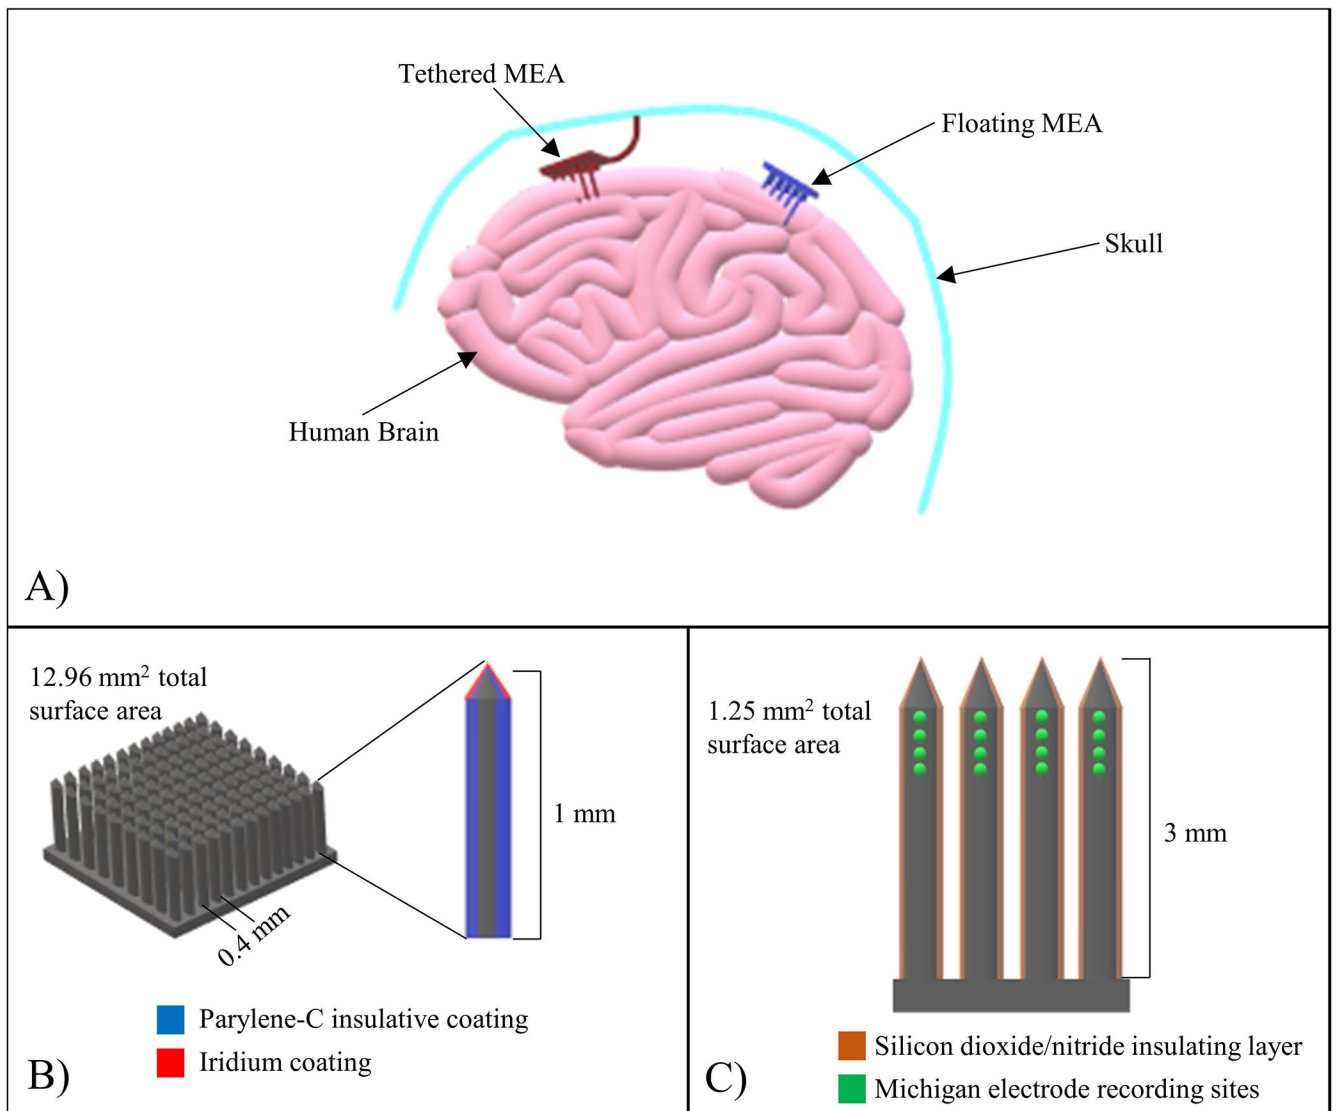 Tethered MEA
Floating MEA
Skull
Human Brain
A)
12.96 mm² total
surface area
1 mm
0.4 mm
Parylene-C insulative coating
Iridium coating
B)
1.25 mm² total
surface area
3 mm
Silicon dioxide/nitride insulating layer
Michigan electrode recording sites
C)